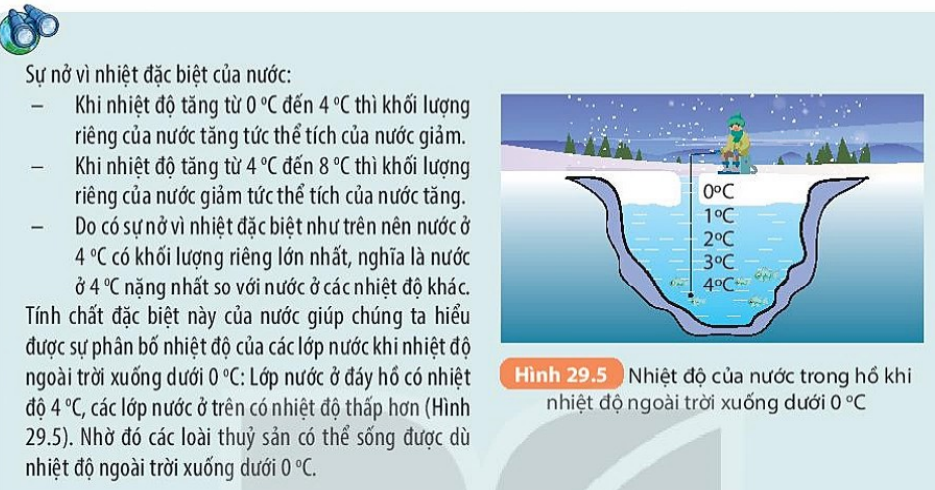 Sự nở vì nhiệt đặc biệt của nước:
– Khi nhiệt độ tăng từ 0 °C đến 4 °C thì khối lượng
riêng của nước tăng tức thể tích của nước giảm.
– Khi nhiệt độ tăng từ 4 °C đến 8 °C thì khối lượng
riêng của nước giảm tức thể tích của nước tăng.
– Do có sự nở vì nhiệt đặc biệt như trên nên nước ở
4 °C có khối lượng riêng lớn nhất, nghĩa là nước
ở 4 °C nặng nhất so với nước ở các nhiệt độ khác.
Tính chất đặc biệt này của nước giúp chúng ta hiểu
được sự phân bố nhiệt độ của các lớp nước khi nhiệt độ
ngoài trời xuống dưới 0 °C: Lớp nước ở đáy hồ có nhiệt
độ 4 °C, các lớp nước ở trên có nhiệt độ thấp hơn (Hình
29.5). Nhờ đó các loài thuỷ sản có thể sống được dù
nhiệt độ ngoài trời xuống dưới 0 °C.
0°C
1°C
2°C
3°C
4°C
Hình 29.5 Nhiệt độ của nước trong hồ khi
nhiệt độ ngoài trời xuống dưới 0 °C